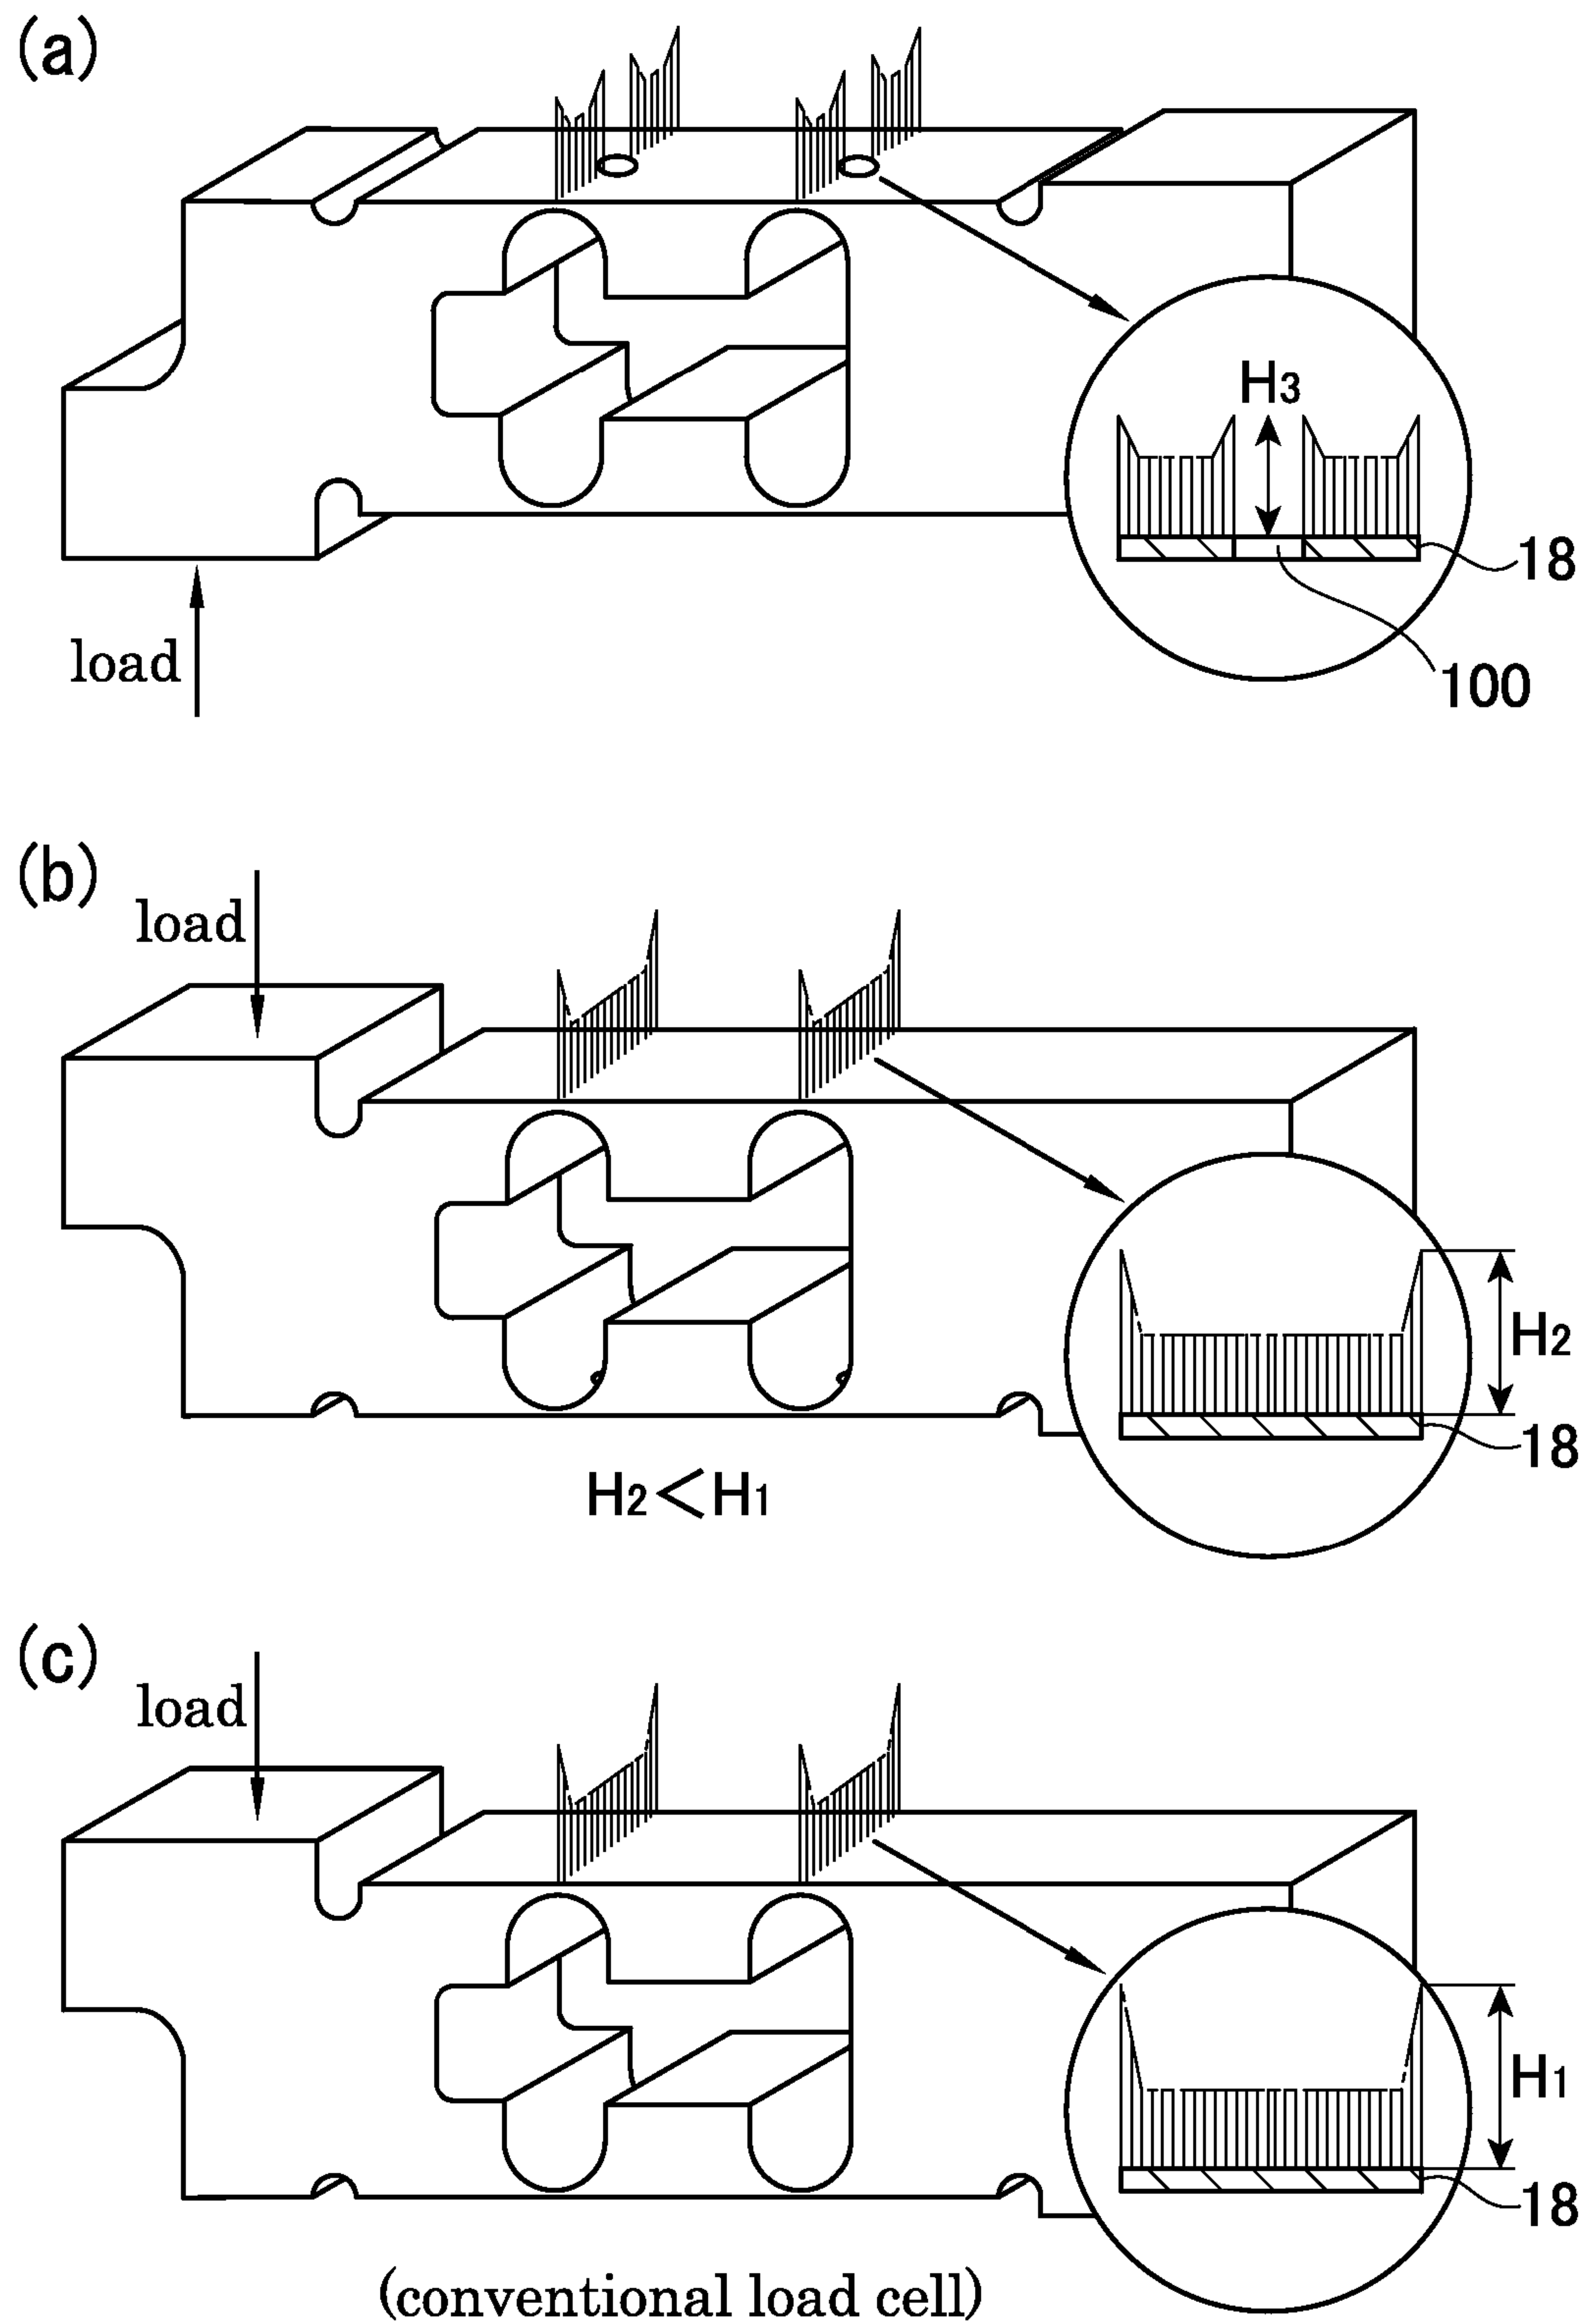 (a)
H3
18
load
100
(b)
load
H2
18
H2<H1
(c)
load
H1
18
(conventional load cell)